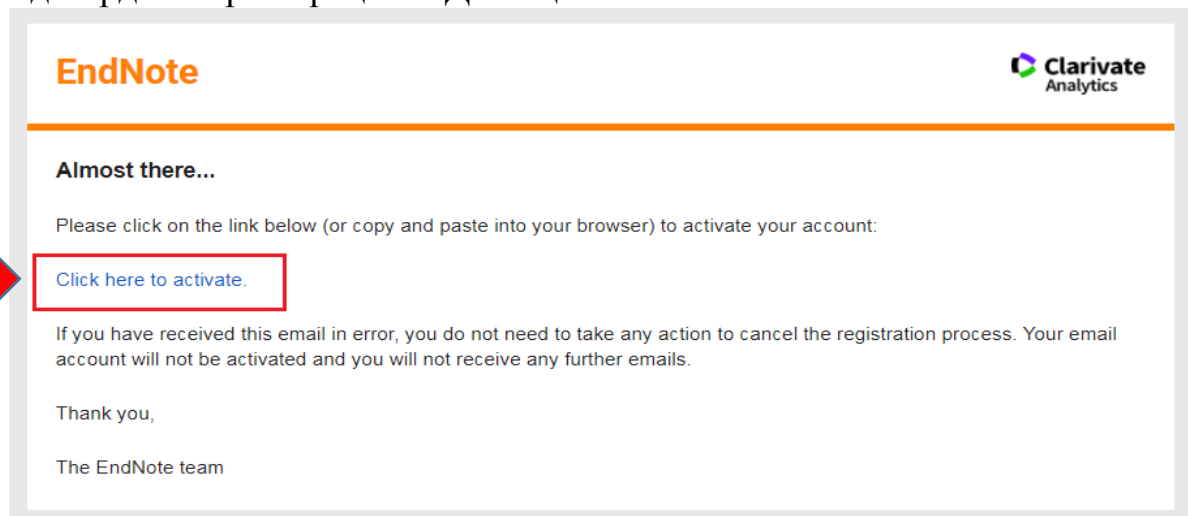 EndNote
Clarivate
Analytics
Almost there...
Please click on the link below (or copy and paste into your browser) to activate your account:
Click here to activate.
If you have received this email in error, you do not need to take any action to cancel the registration process. Your email
account will not be activated and you will not receive any further emails.
Thank you,
The EndNote team